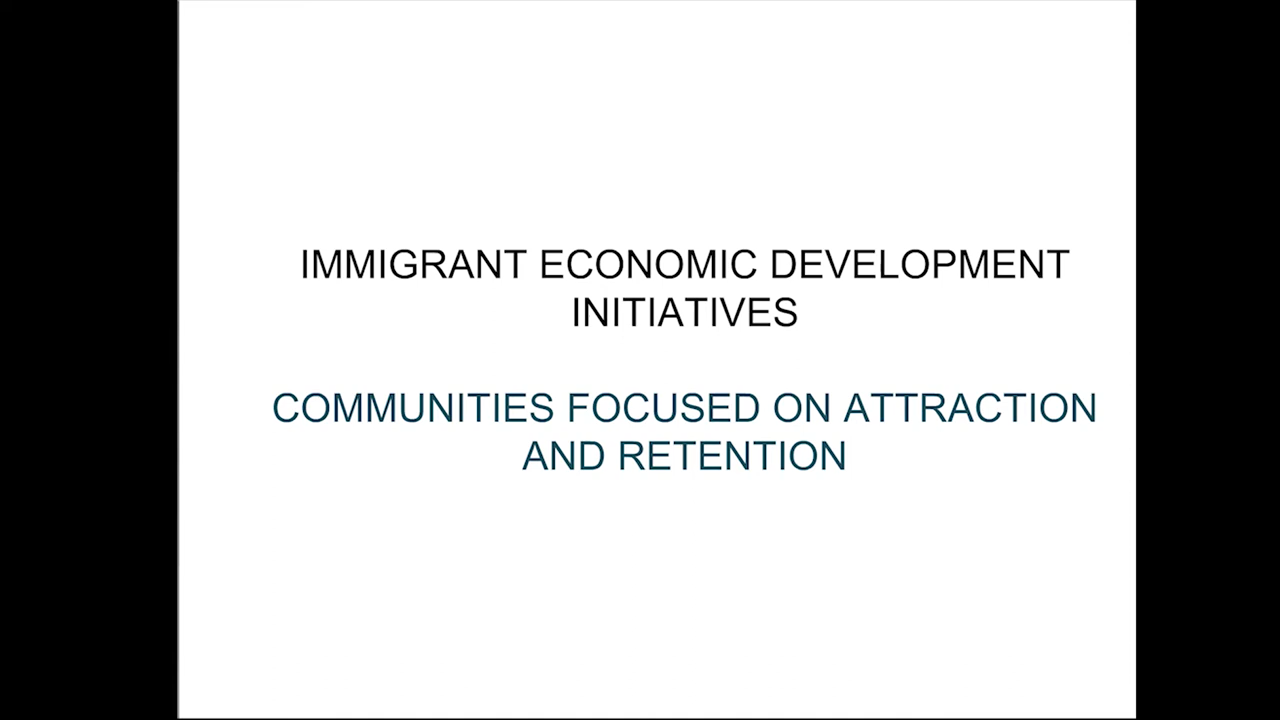 IMMIGRANT ECONOMIC DEVELOPMENT
INITIATIVES
COMMUNITIES FOCUSED ON ATTRACTION
AND RETENTION